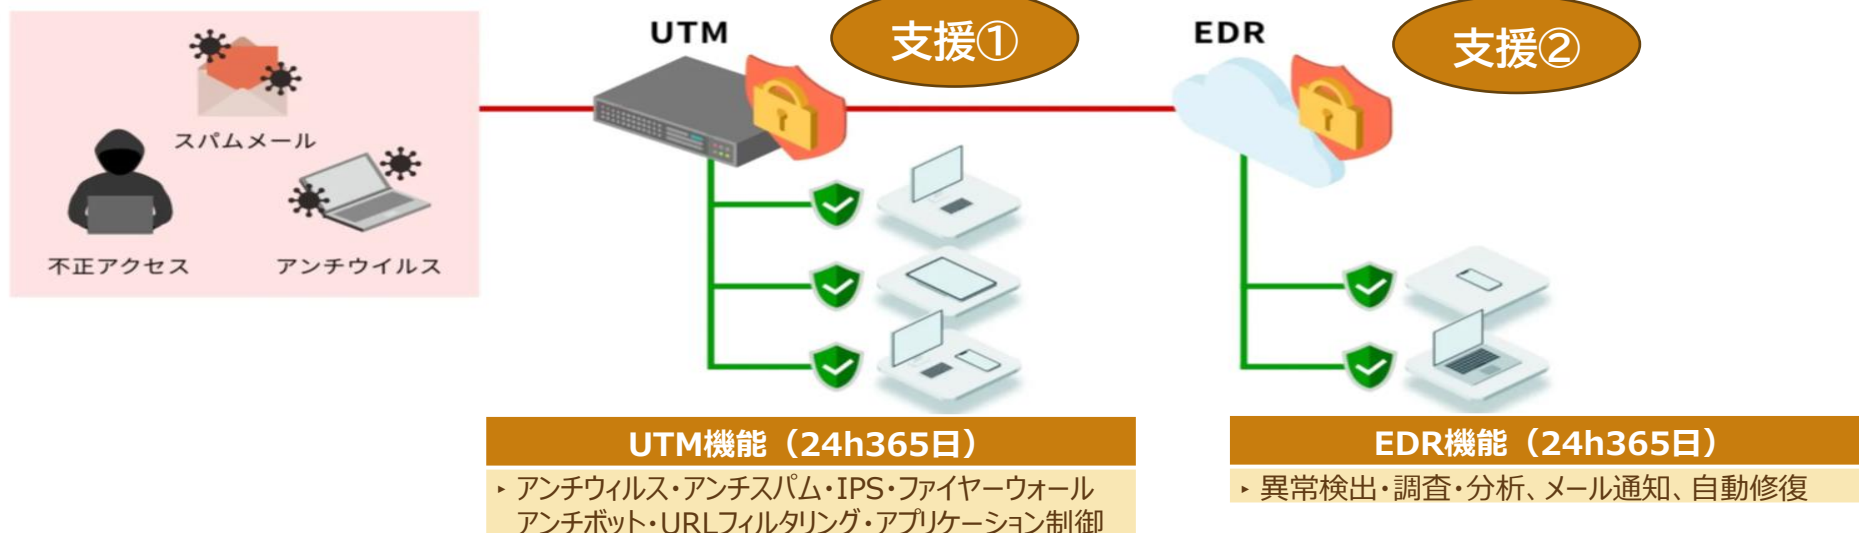 スパムメール
不正アクセス
アンチウイルス
UTM
支援①
EDR
支援②
UTM機能（24h365日）
‣ アンチウィルス・アンチスパム・IPS・ファイヤーウォール
アンチボット・URLフィルタリング・アプリケーション制御
EDR機能（24h365日）
‣ 異常検出・調査・分析、メール通知、自動修復